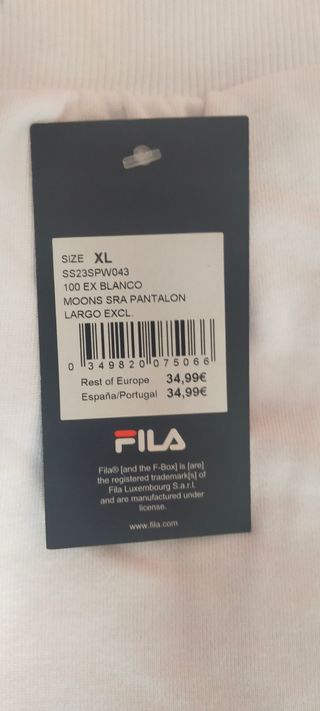 SIZE XL
SS23SPW043
100 EX BLANCO
MOONS SRA PANTALON
LARGO EXCL.
0 349820 075066
Rest of Europe 34,99€
España/Portugal 34,99€
FILA
Fila® [and the F-Box] is [are]
the registered trademark[s] of
Fila Luxembourg S.a.r.l.
and are manufactured under
license.
www.fila.com